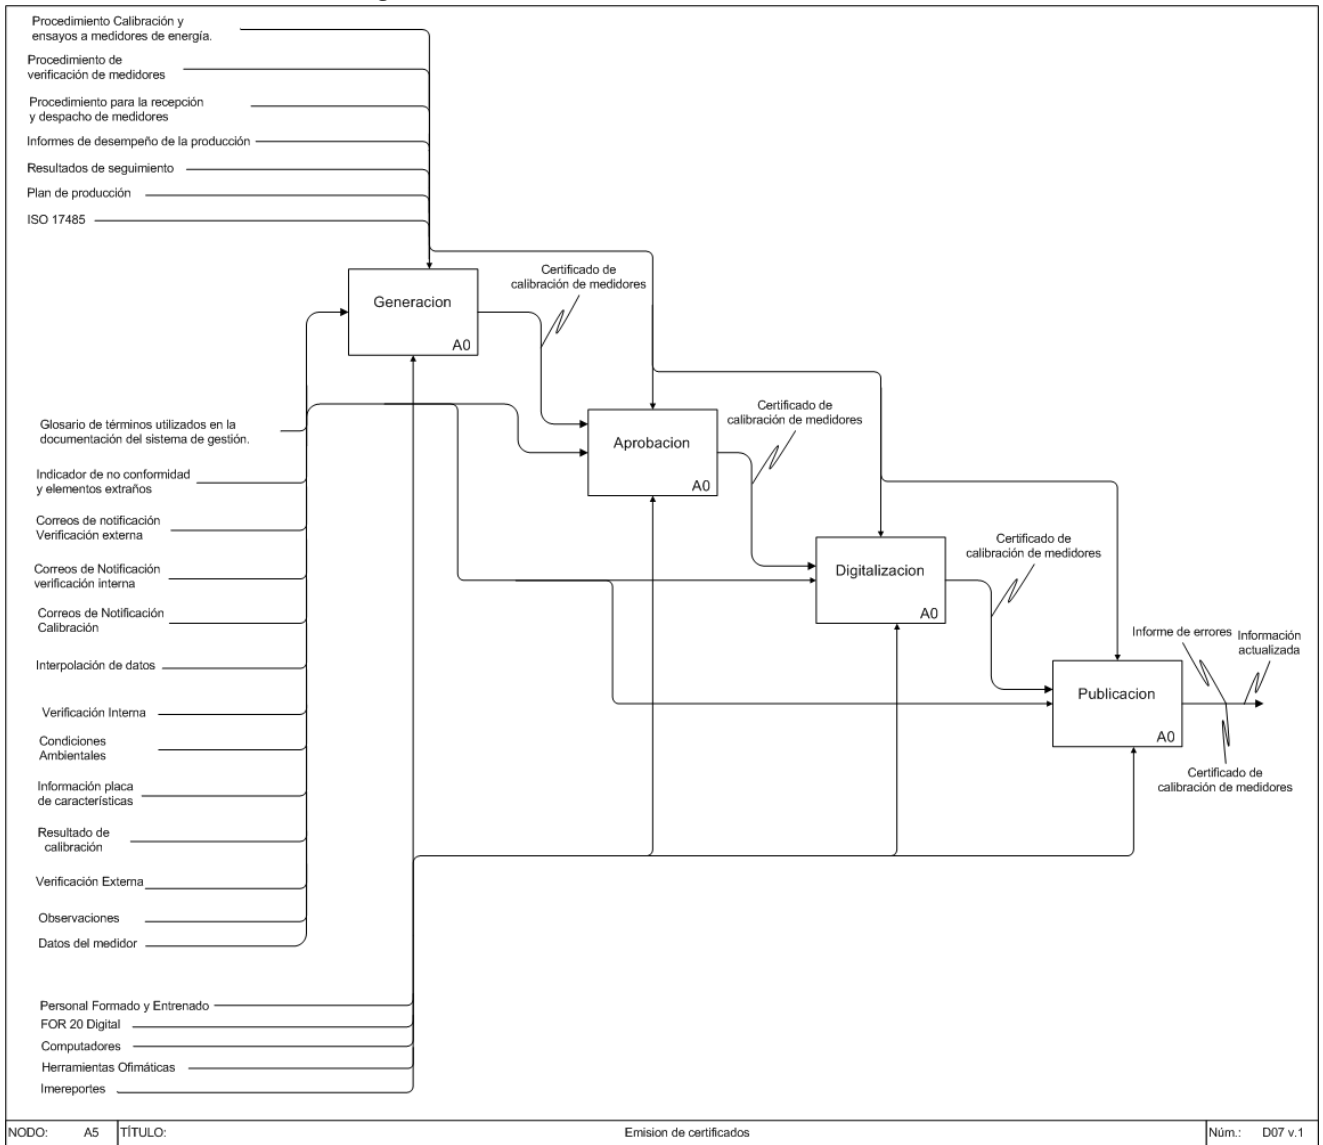 Procedimiento Calibración y
ensayos a medidores de energía.
Procedimiento de
verificación de medidores
Procedimiento para la recepción
y despacho de medidores
Informes de desempeño de la producción
Resultados de seguimiento
Plan de producción
ISO 17485
Generacion
A0
Certificado de
calibración de medidores
Glosario de términos utilizados en la
documentación del sistema de gestión.
Indicador de no conformidad
y elementos extraños
Correos de notificación
Verificación externa
Correos de Notificación
verificación interna
Correos de Notificación
Calibración
Interpolación de datos
Verificación Interna
Condiciones
Ambientales
Información placa
de características
Resultado de
calibración
Verificación Externa
Observaciones
Datos del medidor
Aprobacion
A0
Certificado de
calibración de medidores
Digitalizacion
A0
Certificado de
calibración de medidores
Publicacion
A0
Informe de errores
Información
actualizada
Certificado de
calibración de medidores
Personal Formado y Entrenado
FOR 20 Digital
Computadores
Herramientas Ofimáticas
Imereportes
NODO: A5 TÍTULO: Emision de certificados Núm.: D07 v.1